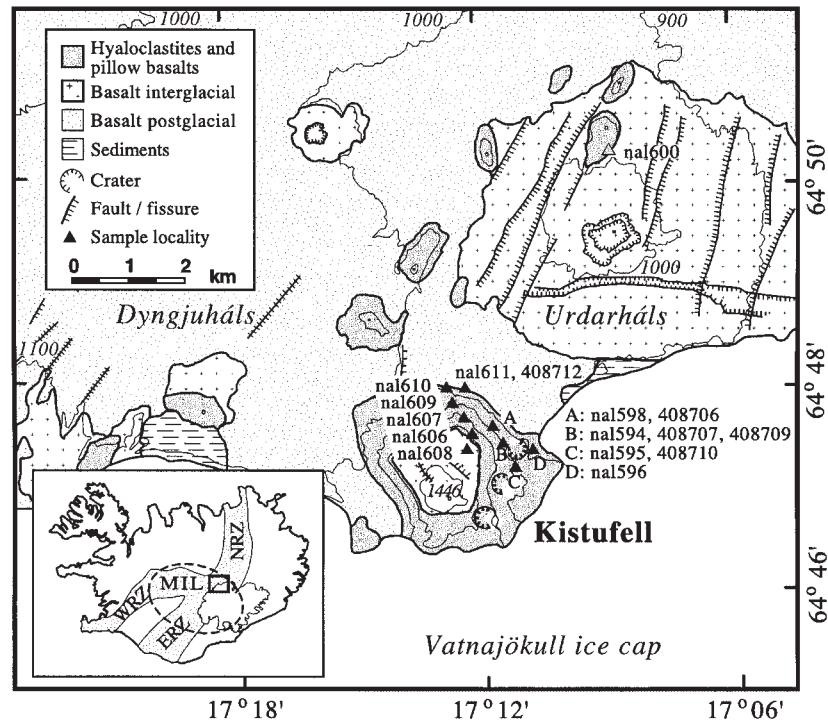 1000
1000
900
Hyaloclastites and
pillow basalts
Basalt interglacial
Basalt postglacial
Sediments
Crater
Fault / fissure
Sample locality
0 1 2 km
nal600
64° 50'
1000
Dyngjuháls
Urdarháls
1100
64° 48'
nal611, 408712
nal610
nal609
nal607
nal606
nal608
A
B
C
D
A: nal598, 408706
B: nal594, 408707, 408709
C: nal595, 408710
D: nal596
1446
Kistufell
64° 46'
NRZ
MIL
WRZ
ERZ
Vatnajökull ice cap
17° 18'
17° 12'
17° 06'